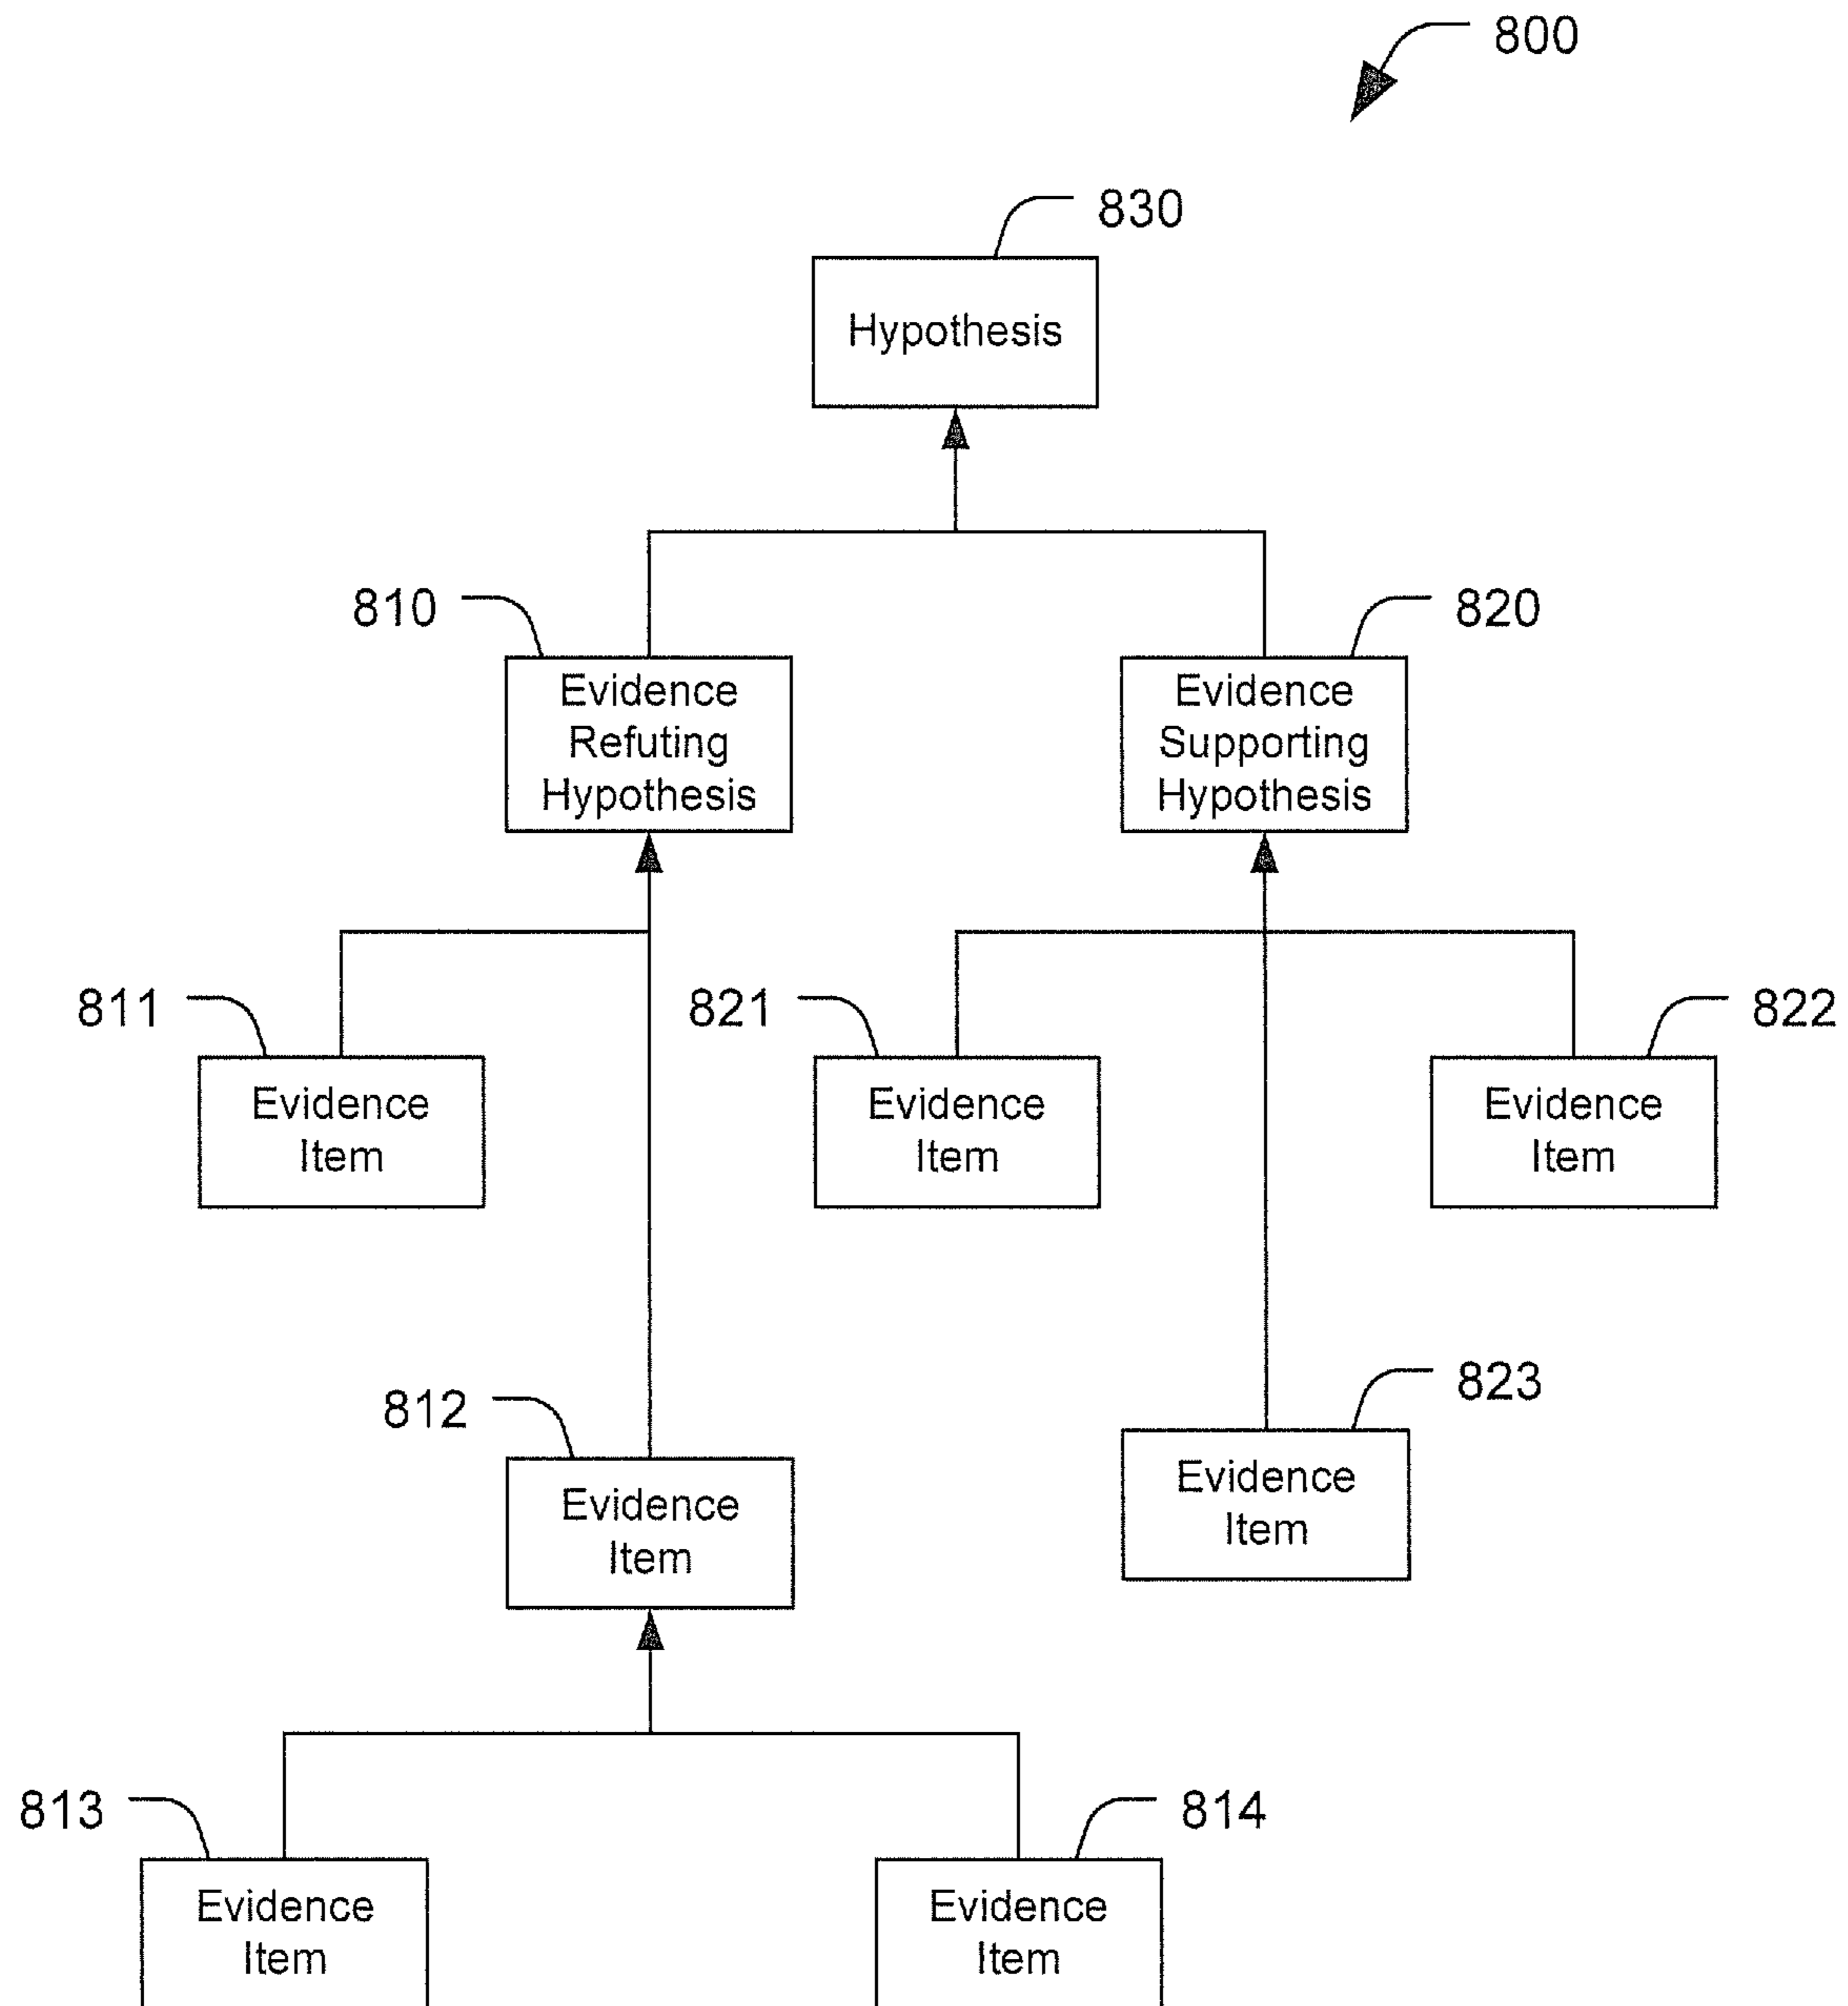 800
830
Hypothesis
810
820
Evidence
Refuting
Hypothesis
Evidence
Supporting
Hypothesis
811
821
822
Evidence
Item
Evidence
Item
Evidence
Item
812
823
Evidence
Item
Evidence
Item
813
814
Evidence
Item
Evidence
Item